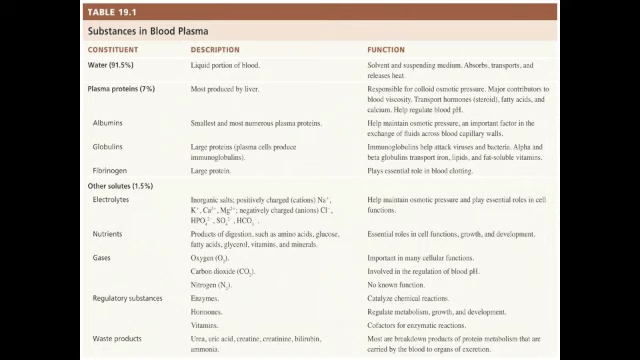 TABLE 19.1
Substances in Blood Plasma
CONSTITUENT DESCRIPTION FUNCTION
Water (91.5%) Liquid portion of blood. Solvent and suspending medium. Absorbs, transports, and
releases heat
Plasma proteins (7%) Most produced by liver. Responsible for colloid osmotic pressure. Major contributors to
blood viscosity. Transport hormones (steroid), fatty acids, and
calcium. Help regulate blood pH.
Albumins Smallest and most numerous plasma proteins. Help maintain osmotic pressure, an important factor in the
exchange of fluids across blood capillary walls.
Globulins Large proteins (plasma cells produce Immunoglobulins help attack viruses and bacteria. Alpha and
immunoglobulins). beta globulins transport iron, lipids, and fat-soluble vitamins.
Fibrinogen Large protein. Plays essential role in blood clotting.
Other solutes (1.5%)
Electrolytes Inorganic salts; positively charged (cations) Na⁺, Help maintain osmotic pressure and play essential roles in cell
K⁺, Ca²⁺, Mg²⁺; negatively charged (anions) Cl⁻, functions.
HPO₄²⁻, SO₄²⁻, HCO₃⁻.
Nutrients Products of digestion, such as amino acids, glucose, Essential roles in cell functions, growth, and development.
fatty acids, glycerol, vitamins, and minerals.
Gases Oxygen (O₂). Important in many cellular functions.
Carbon dioxide (CO₂). Involved in the regulation of blood pH.
Nitrogen (N₂). No known function.
Regulatory substances Enzymes. Catalyze chemical reactions.
Hormones. Regulate metabolism, growth, and development.
Vitamins. Cofactors for enzymatic reactions.
Waste products Urea, uric acid, creatine, creatinine, bilirubin, Most are breakdown products of protein metabolism that are
ammonia. carried by the blood to organs of excretion.